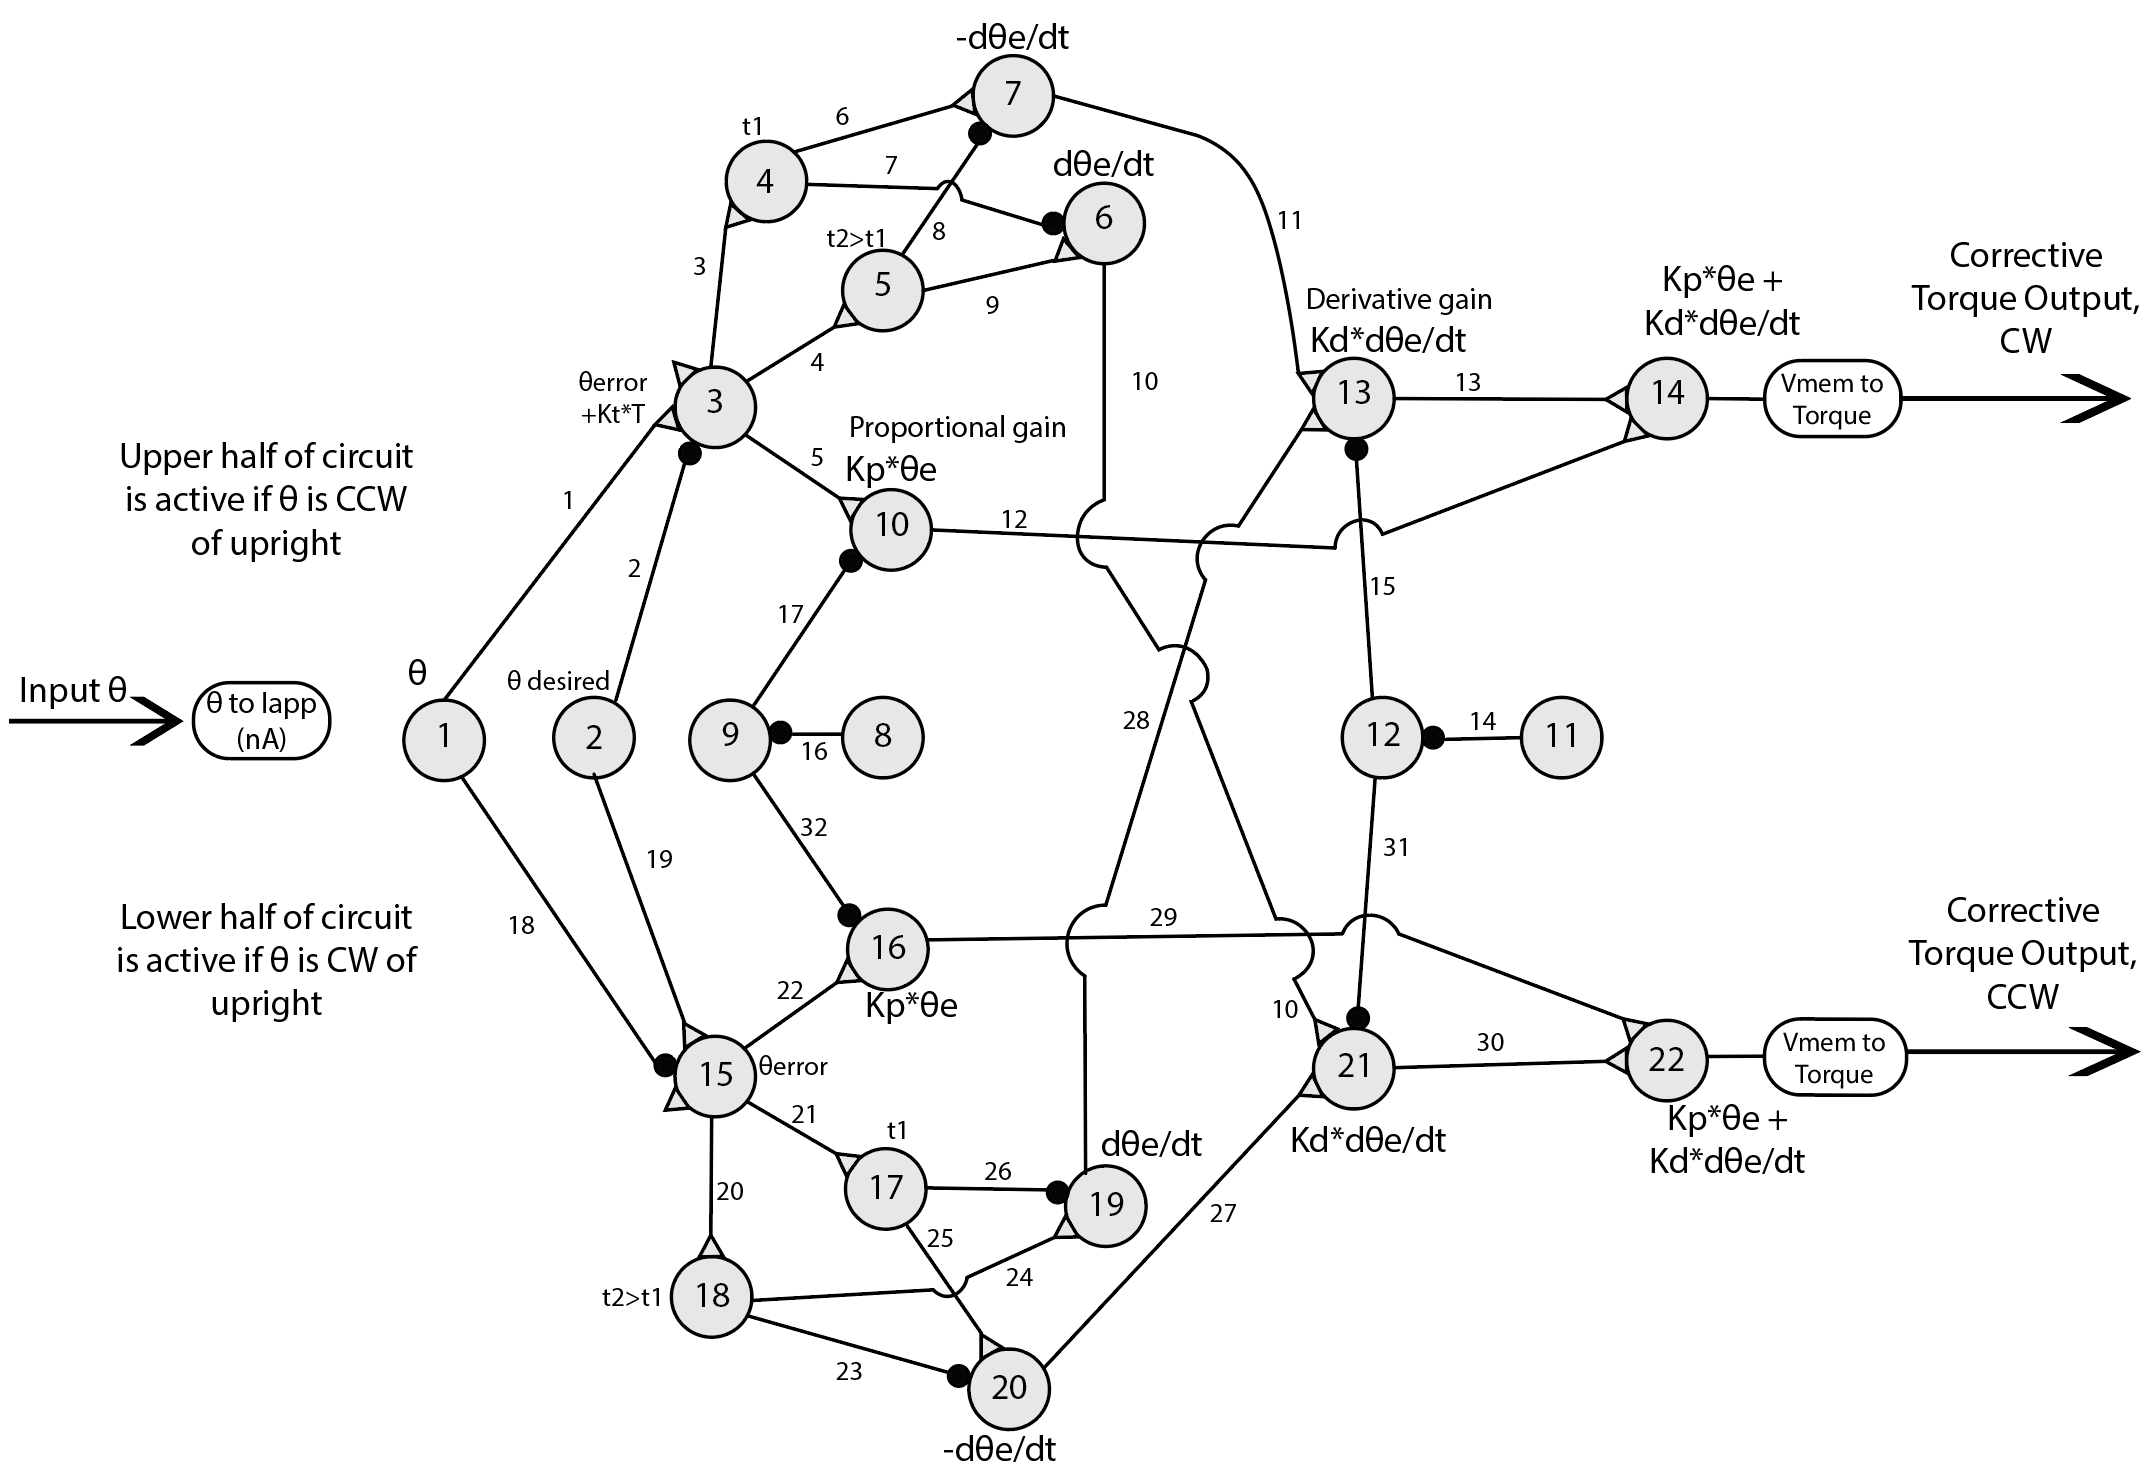 -dθe/dt
7
6
t1
4
7
dθe/dt
6
8
t2>t1
5
9
3
4
11
10
θerror
+Kt*T
3
5
Proportional gain
Kp*θe
10
12
Derivative gain
Kd*dθe/dt
13
13
Kp*θe +
Kd*dθe/dt
14
Vmem to
Torque
Corrective
Torque Output,
CW
Upper half of circuit
is active if θ is CCW
of upright
1
2
17
15
Input θ
θ to Iapp
(nA)
θ
1
θ desired
2
9
16
8
28
12
14
11
32
31
19
18
Lower half of circuit
is active if θ is CW of
upright
16
Kp*θe
29
22
15
θerror
21
20
t1
17
26
dθe/dt
19
25
24
t2>t1
18
23
20
-dθe/dt
27
10
21
Kd*dθe/dt
30
22
Kp*θe +
Kd*dθe/dt
Vmem to
Torque
Corrective
Torque Output,
CCW